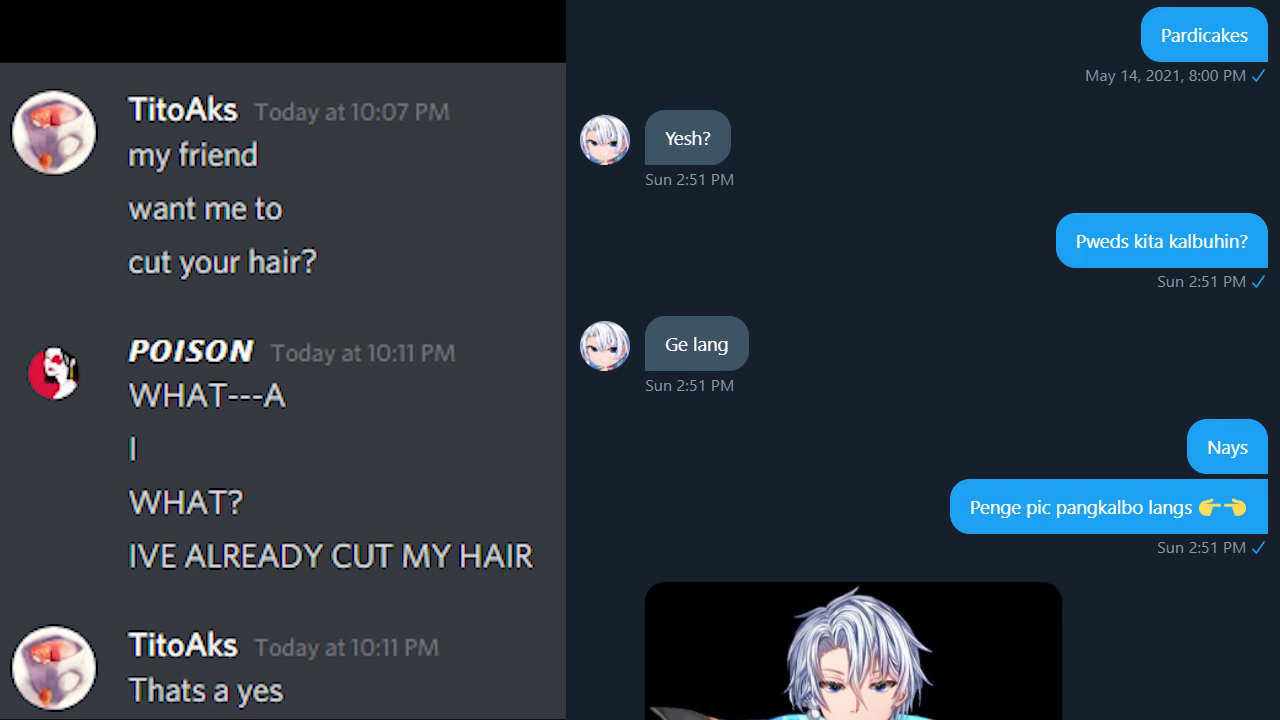 TitoAks Today at 10:07 PM
my friend
want me to
cut your hair?
POISON Today at 10:11 PM
WHAT---A
I
WHAT?
IVE ALREADY CUT MY HAIR
TitoAks Today at 10:11 PM
Thats a yes
Pardicakes
May 14, 2021, 8:00 PM ✓
Yesh?
Sun 2:51 PM
Pweds kita kalbuhin?
Sun 2:51 PM ✓
Ge lang
Sun 2:51 PM
Nays
Penge pic pangkalbo langs 👉👈
Sun 2:51 PM ✓